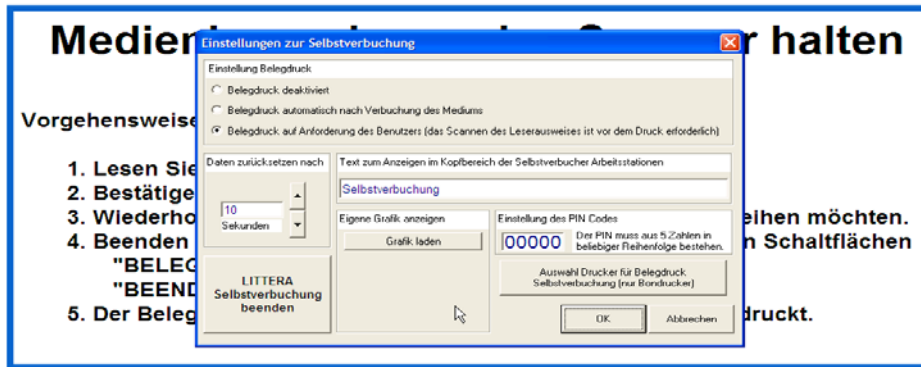 Medien halten
Einstellungen zur Selbstverbuchung
Einstellung Belegdruck
Belegdruck deaktiviert
Belegdruck automatisch nach Verbuchung des Mediums
Vorgehensweise
Belegdruck auf Anforderung des Benutzers (das Scannen des Leserausweises ist vor dem Druck erforderlich)
Daten zurücksetzen nach
10
Sekunden
Text zum Anzeigen im Kopfbereich der Selbstverbucher Arbeitsstationen
Selbstverbuchung
Eigene Grafik anzeigen
Grafik laden
Einstellung des PIN Codes
00000
Der PIN muss aus 5 Zahlen in
beliebiger Reihenfolge bestehen.
LITTERA
Selbstverbuchung
beenden
Auswahl Drucker für Belegdruck
Selbstverbuchung (nur Bondrucker)
OK
Abbrechen
1. Lesen Sie
2. Bestätige
3. Wiederho eihen möchten.
4. Beenden n Schaltflächen
"BELEG
"BEEND
5. Der Beleg druckt.